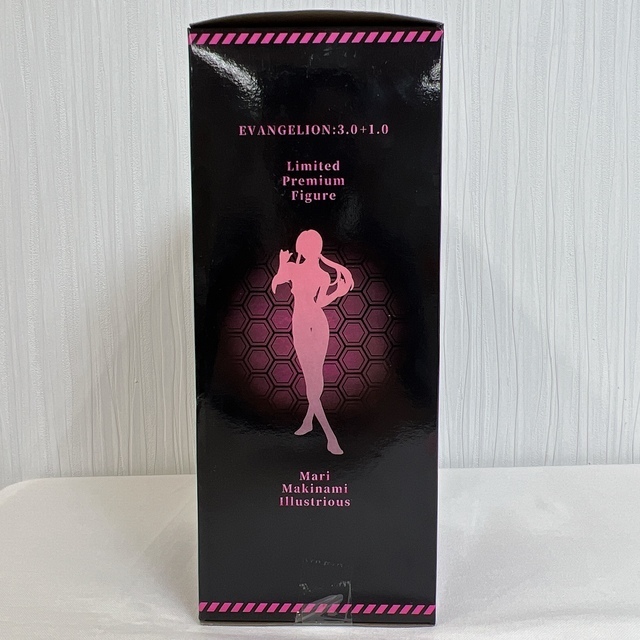 EVANGELION:3.0+1.0
Limited
Premium
Figure
Mari
Makinami
Illustrious